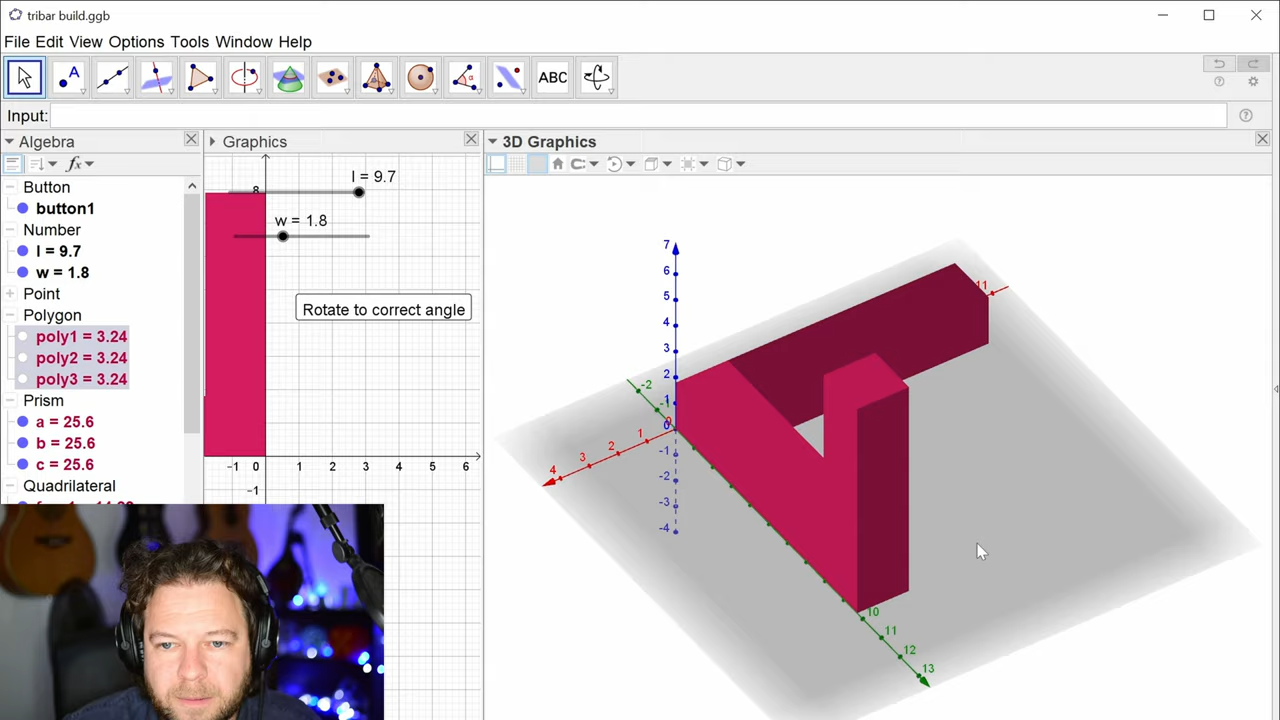 tribar build.ggb
File Edit View Options Tools Window Help
ABC
Input:
Algebra
Graphics
3D Graphics
fx
Button
button1
Number
l = 9.7
w = 1.8
Point
Polygon
poly1 = 3.24
poly2 = 3.24
poly3 = 3.24
Prism
a = 25.6
b = 25.6
c = 25.6
Quadrilateral
l = 9.7
8
w = 1.8
Rotate to correct angle
-1 0 1 2 3 4 5 6
-1
7
6
5
4
3
2
1
0
-1
-2
-3
-4
-2
-1
0
1
2
3
4
11
10
11
12
13